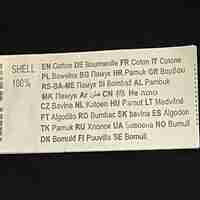 SHELL
100%
EN Cotton DE Baumwolle FR Coton IT Cotone
PL Bawełna BG Памук HR Pamuk GR Βαμβάκι
RS-BA-ME Памук SI Bombaž AL Pambuk
MK Памук Ar قطن CN 棉 He כותנה
CZ Bavlna NL Katoen HU Pamut LT Medvilnė
PT Algodão RO Bumbac SK bavlna ES Algodón
TK Pamuk RU Хлопок UA Бавовна NO Bomull
DK Bomuld FI Puuvilla SE Bomull